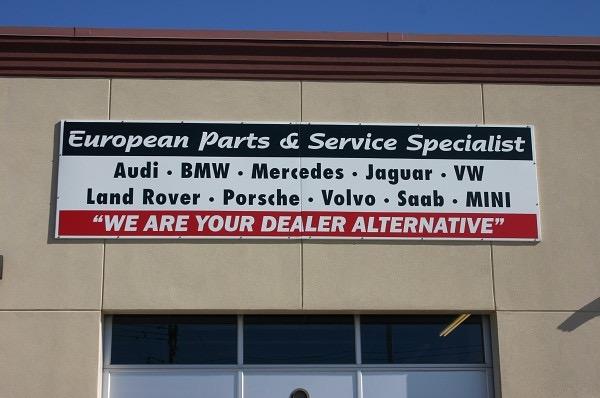 European Parts & Service Specialist
Audi · BMW · Mercedes · Jaguar · VW
Land Rover · Porsche · Volvo · Saab · MINI
"WE ARE YOUR DEALER ALTERNATIVE"